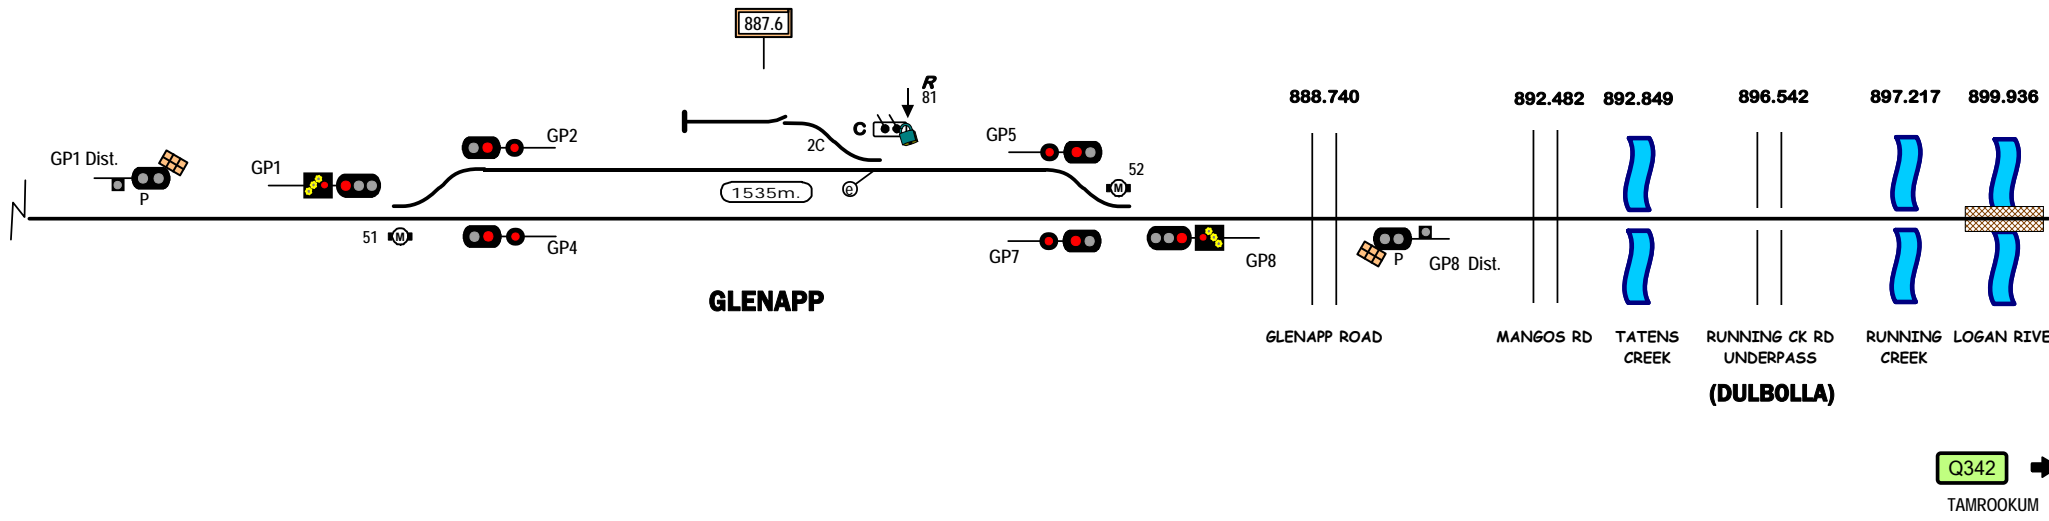 887.6
R
81
888.740
892.482
892.849
896.542
897.217
899.936
GP2
C
GP5
2C
GP1 Dist.
GP1
P
52
M
1535m.
e
51
M
GP4
GP7
GP8
P
GP8 Dist.
GLENAPP
GLENAPP ROAD
MANGOS RD
TATENS
CREEK
RUNNING CK RD
UNDERPASS
RUNNING
CREEK
LOGAN RIVE
(DULBOLLA)
Q342
TAMROOKUM